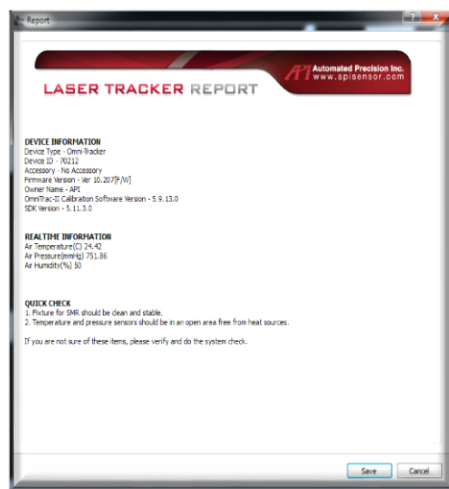 Report
API Automated Precision Inc.
www.apisensor.com
LASER TRACKER REPORT
DEVICE INFORMATION
Device Type - Omni-Tracker
Device ID - 70212
Accessory - No Accessory
Firmware Version - Ver 10.207[F/W]
Owner Name - API
OmniTrac-II Calibration Software Version - 5.9.13.0
SDK Version - 5.11.3.0
REALTIME INFORMATION
Air Temperature(C) 24.42
Air Pressure(mmHg) 751.86
Air Humidity(%) 50
QUICK CHECK
1. Fixture for SMR should be clean and stable.
2. Temperature and pressure sensors should be in an open area free from heat sources.
If you are not sure of these items, please verify and do the system check.
Save Cancel